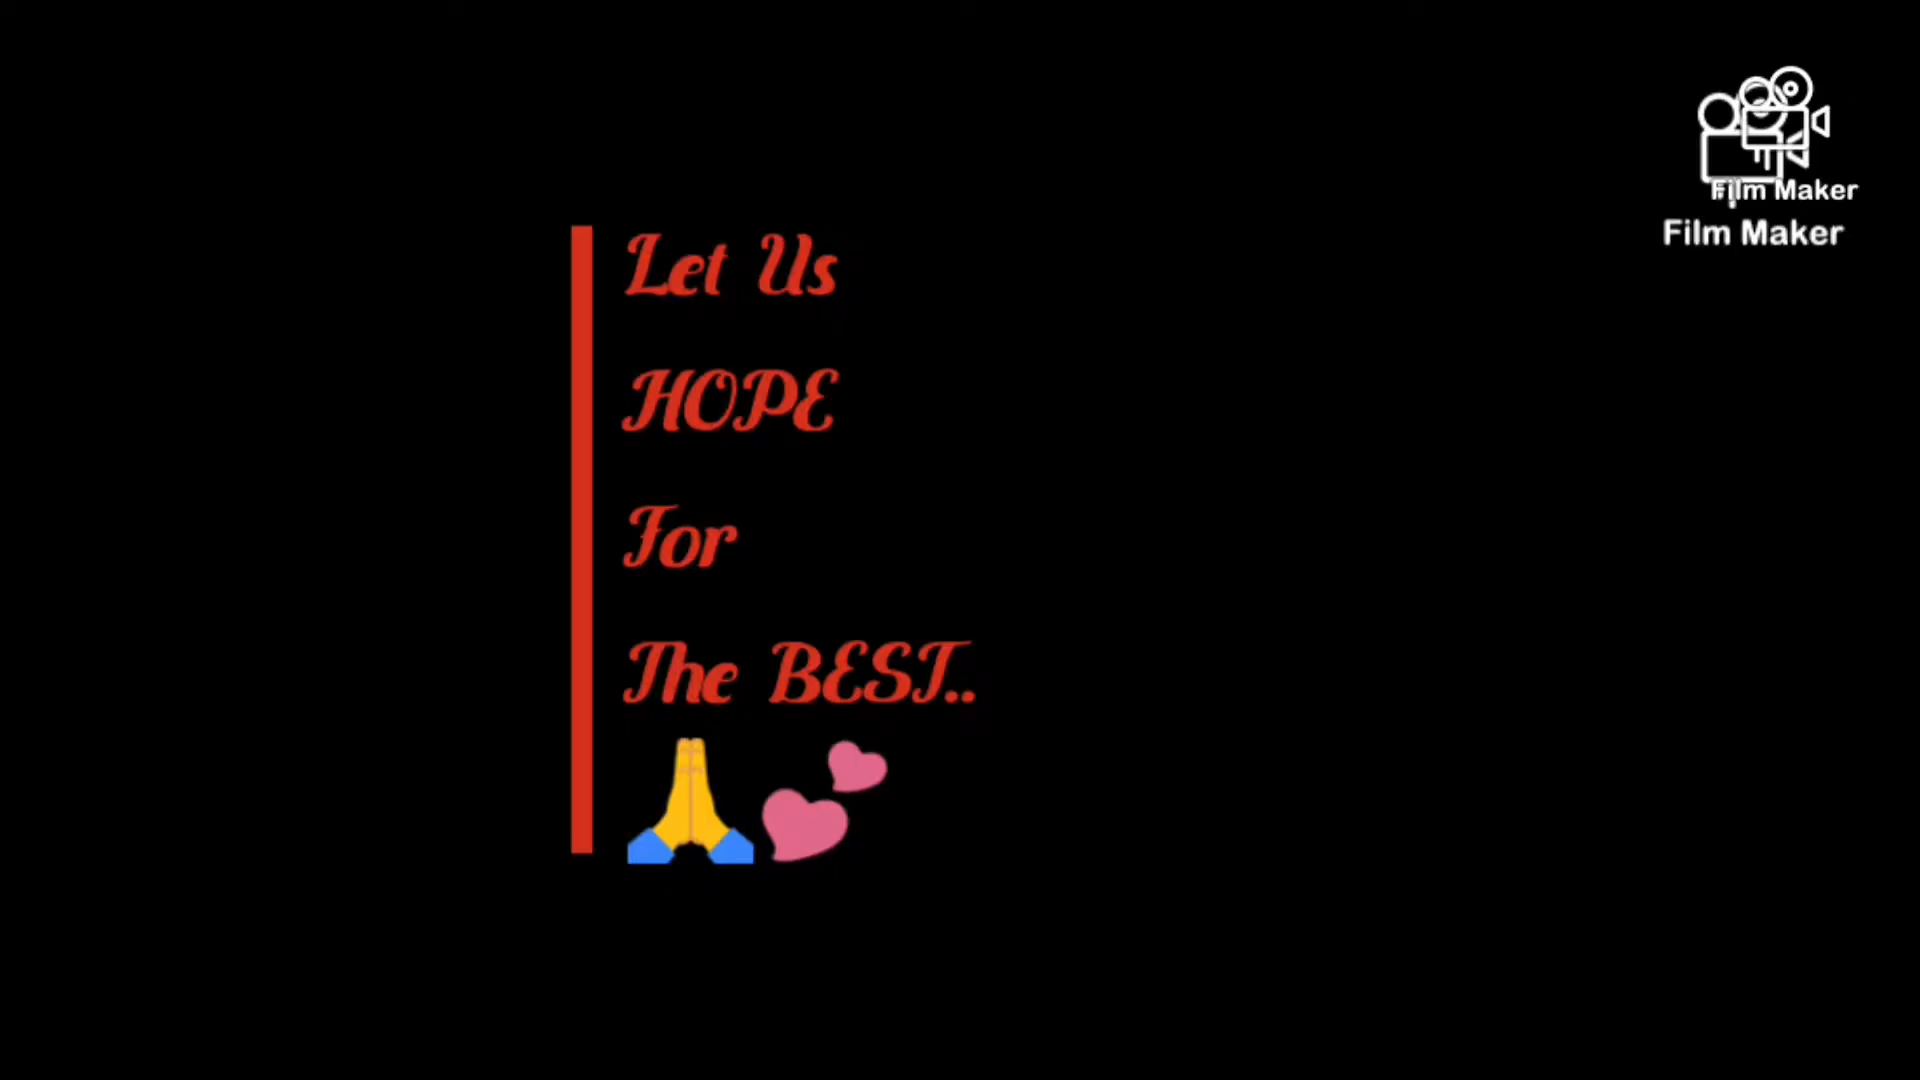 Let Us
HOPE
For
The BEST..
🙏💕
Film Maker
Film Maker